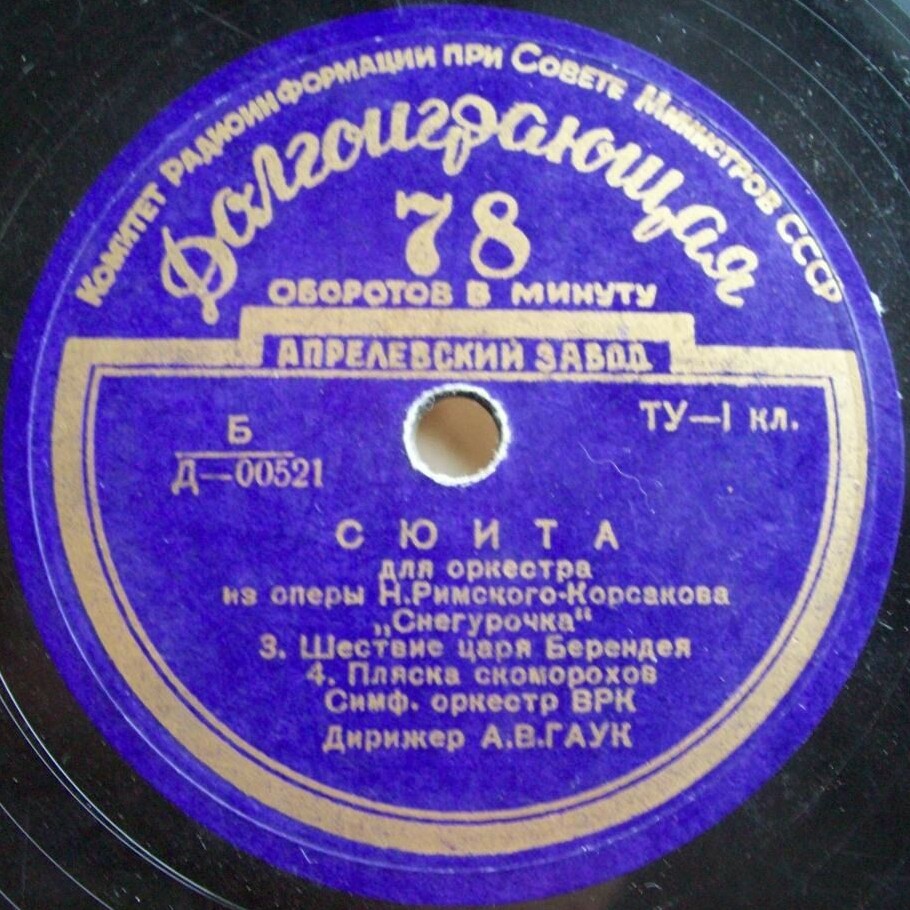 Комитет Радиоинформации при Совете Министров СССР
Долгоиграющая
78
оборотов в минуту
Апрелевский завод
Б
Д—00521
ТУ—I кл.
СЮИТА
для оркестра
из оперы Н.Римского-Корсакова
„Снегурочка“
3. Шествие царя Берендея
4. Пляска скоморохов
Симф. оркестр ВРК
Дирижер А.В.ГАУК